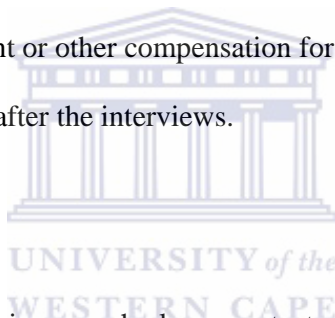 nt or other compensation for
after the interviews.
UNIVERSITY of the
WESTERN CAPE